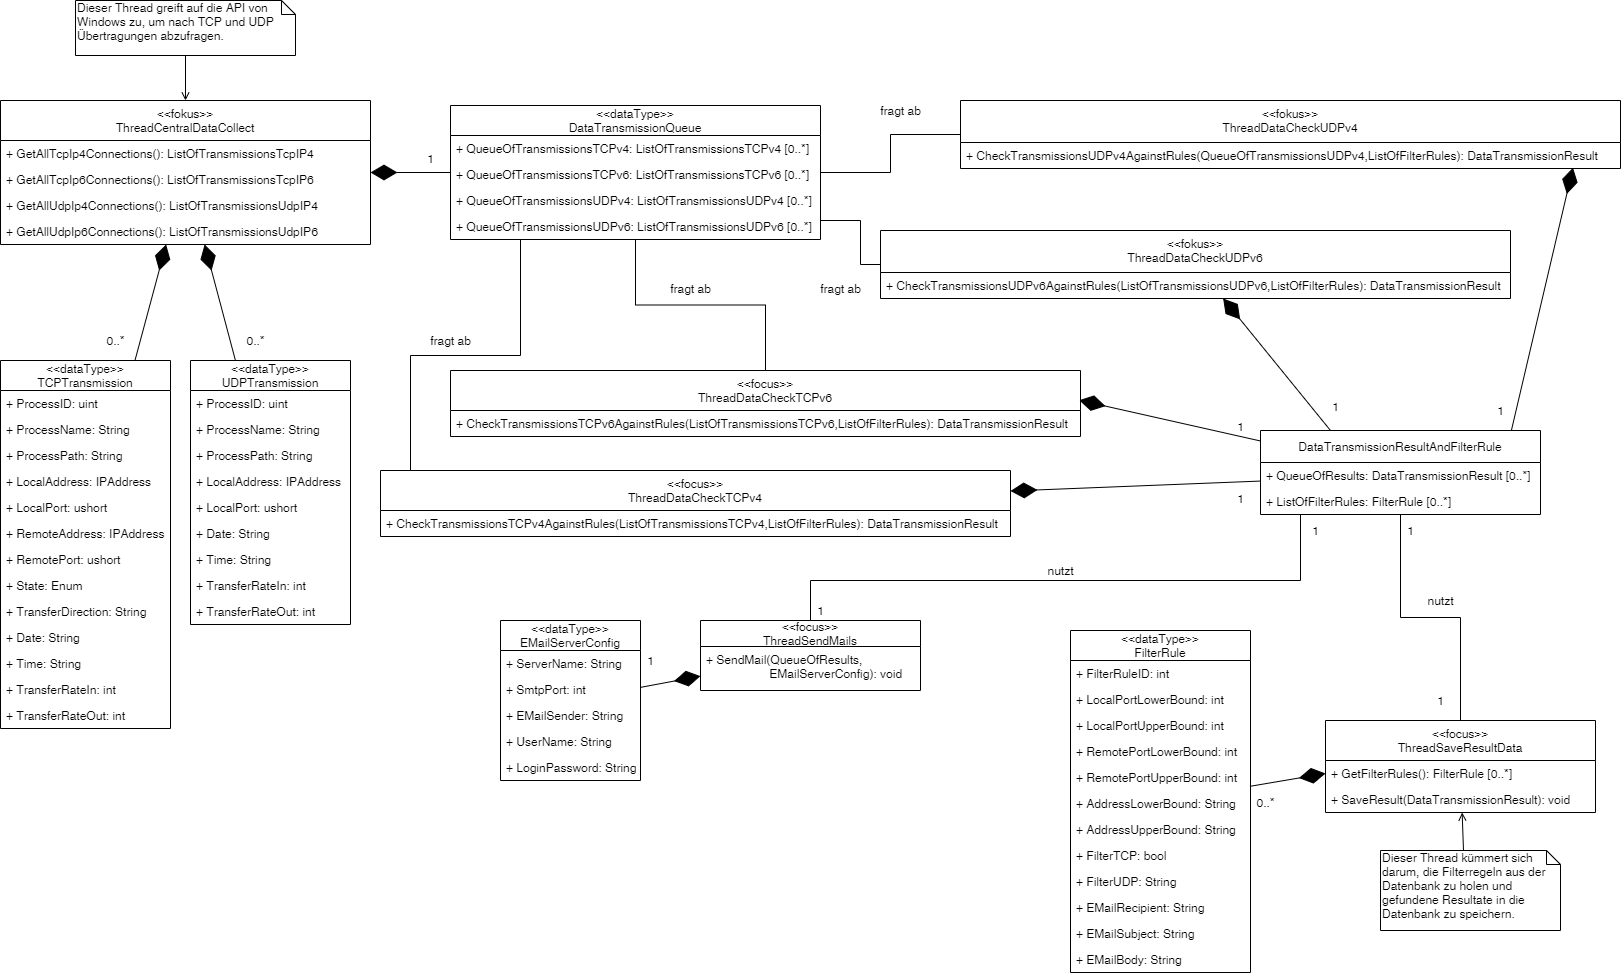 Dieser Thread greift auf die API von
Windows zu, um nach TCP und UDP
Übertragungen abzufragen.
<<fokus>>
ThreadCentralDataCollect
+ GetAllTcpIp4Connections(): ListOfTransmissionsTcpIP4
+ GetAllTcpIp6Connections(): ListOfTransmissionsTcpIP6
+ GetAllUdpIp4Connections(): ListOfTransmissionsUdpIP4
+ GetAllUdpIp6Connections(): ListOfTransmissionsUdpIP6
1
<<dataType>>
DataTransmissionQueue
+ QueueOfTransmissionsTCPv4: ListOfTransmissionsTCPv4 [0..*]
+ QueueOfTransmissionsTCPv6: ListOfTransmissionsTCPv6 [0..*]
+ QueueOfTransmissionsUDPv4: ListOfTransmissionsUDPv4 [0..*]
+ QueueOfTransmissionsUDPv6: ListOfTransmissionsUDPv6 [0..*]
fragt ab
<<fokus>>
ThreadDataCheckUDPv4
+ CheckTransmissionsUDPv4AgainstRules(QueueOfTransmissionsUDPv4,ListOfFilterRules): DataTransmissionResult
<<fokus>>
ThreadDataCheckUDPv6
+ CheckTransmissionsUDPv6AgainstRules(ListOfTransmissionsUDPv6,ListOfFilterRules): DataTransmissionResult
fragt ab
fragt ab
fragt ab
0..*
0..*
<<dataType>>
TCPTransmission
+ ProcessID: uint
+ ProcessName: String
+ ProcessPath: String
+ LocalAddress: IPAddress
+ LocalPort: ushort
+ RemoteAddress: IPAddress
+ RemotePort: ushort
+ State: Enum
+ TransferDirection: String
+ Date: String
+ Time: String
+ TransferRateIn: int
+ TransferRateOut: int
<<dataType>>
UDPTransmission
+ ProcessID: uint
+ ProcessName: String
+ ProcessPath: String
+ LocalAddress: IPAddress
+ LocalPort: ushort
+ Date: String
+ Time: String
+ TransferRateIn: int
+ TransferRateOut: int
<<focus>>
ThreadDataCheckTCPv6
+ CheckTransmissionsTCPv6AgainstRules(ListOfTransmissionsTCPv6,ListOfFilterRules): DataTransmissionResult
<<focus>>
ThreadDataCheckTCPv4
+ CheckTransmissionsTCPv4AgainstRules(ListOfTransmissionsTCPv4,ListOfFilterRules): DataTransmissionResult
1
1
1
1
DataTransmissionResultAndFilterRule
+ QueueOfResults: DataTransmissionResult [0..*]
+ ListOfFilterRules: FilterRule [0..*]
1
1
nutzt
nutzt
1
<<dataType>>
EMailServerConfig
+ ServerName: String
+ SmtpPort: int
+ EMailSender: String
+ UserName: String
+ LoginPassword: String
1
<<focus>>
ThreadSendMails
+ SendMail(QueueOfResults,
EMailServerConfig): void
<<dataType>>
FilterRule
+ FilterRuleID: int
+ LocalPortLowerBound: int
+ LocalPortUpperBound: int
+ RemotePortLowerBound: int
+ RemotePortUpperBound: int
+ AddressLowerBound: String
+ AddressUpperBound: String
+ FilterTCP: bool
+ FilterUDP: String
+ EMailRecipient: String
+ EMailSubject: String
+ EMailBody: String
1
0..*
<<focus>>
ThreadSaveResultData
+ GetFilterRules(): FilterRule [0..*]
+ SaveResult(DataTransmissionResult): void
Dieser Thread kümmert sich
darum, die Filterregeln aus der
Datenbank zu holen und
gefundene Resultate in die
Datenbank zu speichern.